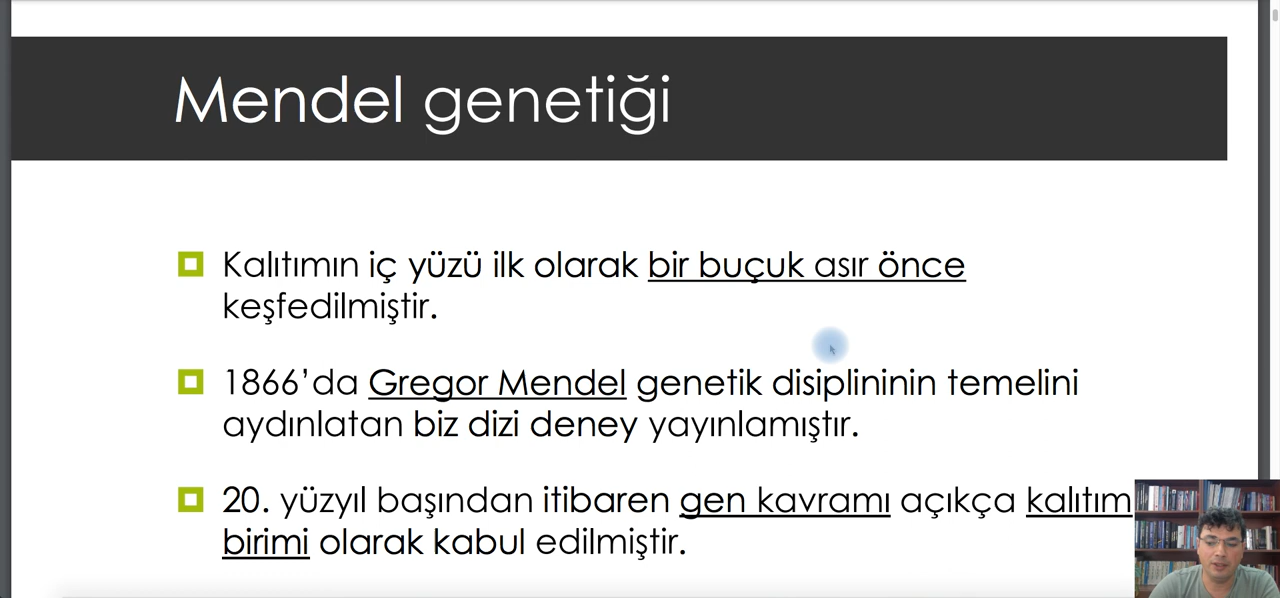 Mendel genetiği
Kalıtımın iç yüzü ilk olarak bir buçuk asır önce
keşfedilmiştir.
1866’da Gregor Mendel genetik disiplininin temelini
aydınlatan biz dizi deney yayınlamıştır.
20. yüzyıl başından itibaren gen kavramı açıkça kalıtım
birimi olarak kabul edilmiştir.